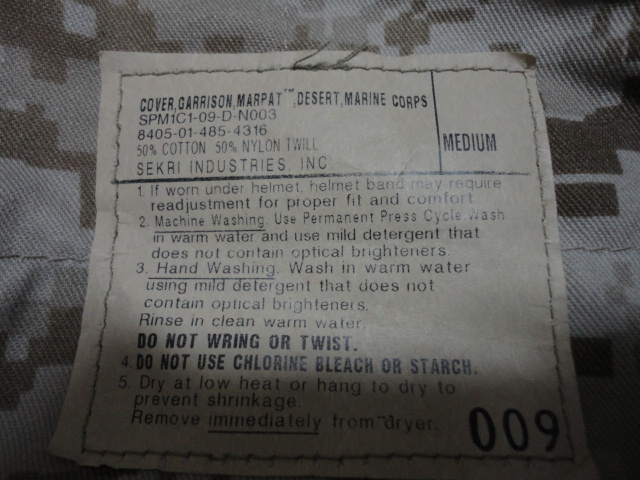 COVER, GARRISON, MARPAT™, DESERT, MARINE CORPS
SPM1C1-09-D-N003
8405-01-485-4316
50% COTTON 50% NYLON TWILL
SEKRI INDUSTRIES, INC.
MEDIUM
1. If worn under helmet, helmet band may require
readjustment for proper fit and comfort.
2. Machine Washing. Use Permanent Press Cycle. Wash
in warm water and use mild detergent that
does not contain optical brighteners.
3. Hand Washing. Wash in warm water
using mild detergent that does not
contain optical brighteners.
Rinse in clean warm water.
DO NOT WRING OR TWIST.
4. DO NOT USE CHLORINE BLEACH OR STARCH.
5. Dry at low heat or hang to dry to
prevent shrinkage.
Remove immediately from dryer.
009